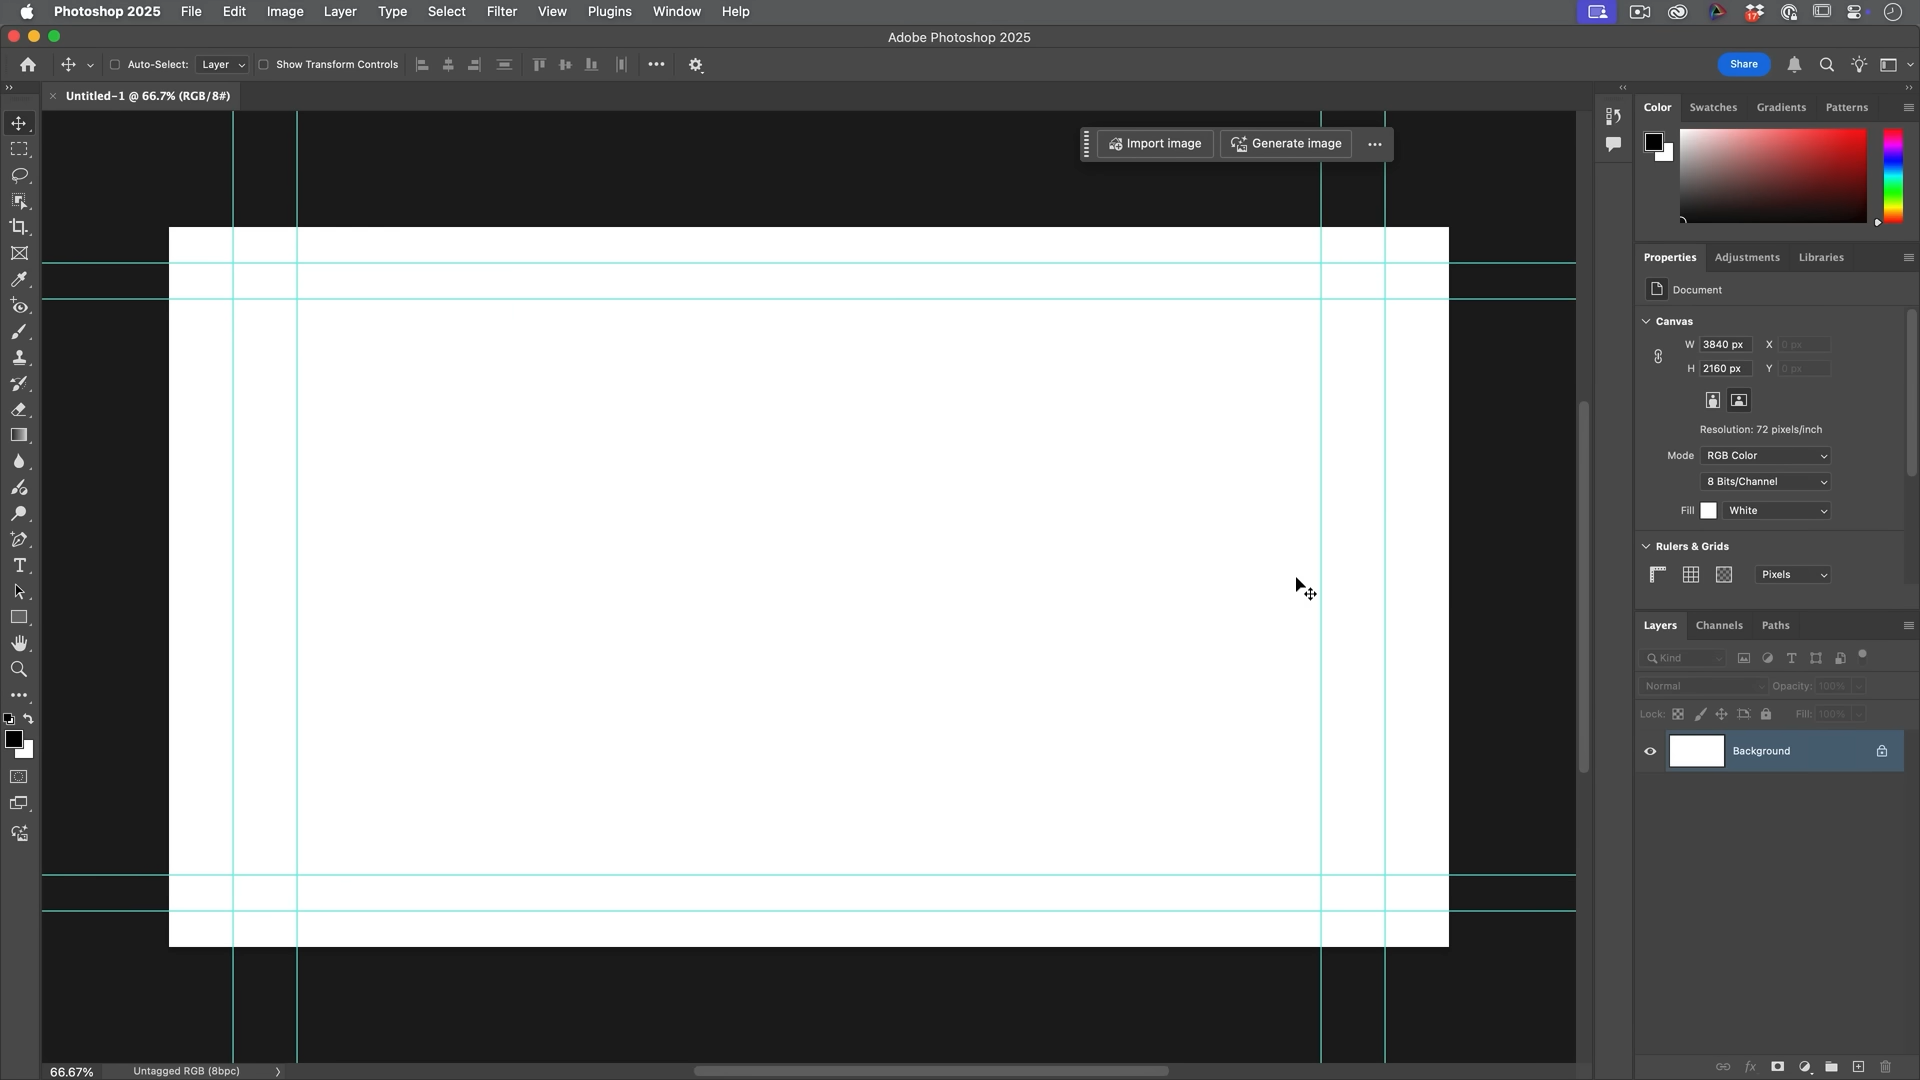 Photoshop 2025 File Edit Image Layer Type Select Filter View Plugins Window Help
17
Adobe Photoshop 2025
Auto-Select: Layer Show Transform Controls
Share
Untitled-1 @ 66.7% (RGB/8#)
Import image Generate image
Color Swatches Gradients Patterns
Properties Adjustments Libraries
Document
Canvas
W 3840 px X 0 px
H 2160 px Y 0 px
Resolution: 72 pixels/inch
Mode RGB Color
8 Bits/Channel
Fill White
Rulers & Grids
Pixels
Layers Channels Paths
Kind
Normal Opacity: 100%
Lock: Fill: 100%
Background
66.67% Untagged RGB (8bpc)
fx